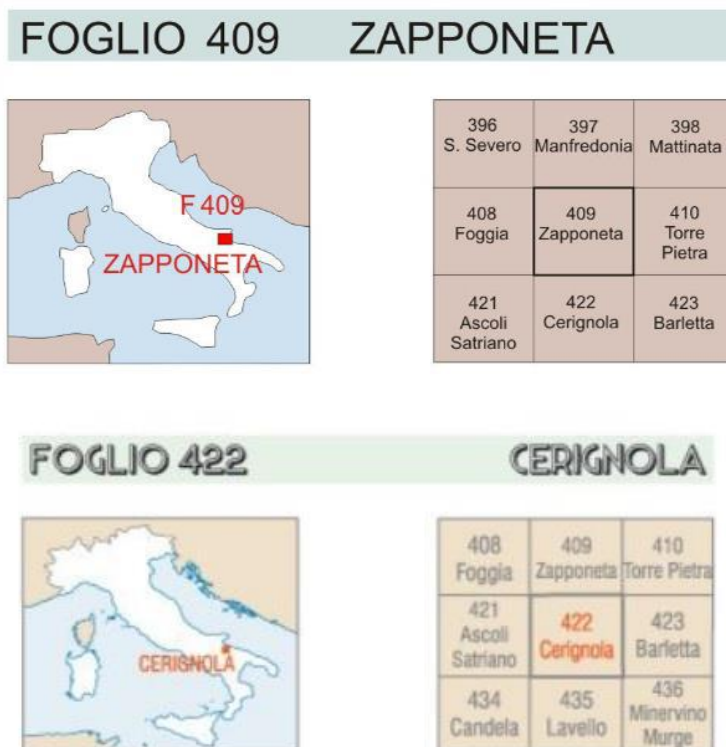 FOGLIO 409 ZAPPONETA
F 409
ZAPPONETA
396
S. Severo
397
Manfredonia
398
Mattinata
408
Foggia
409
Zapponeta
410
Torre
Pietra
421
Ascoli
Satriano
422
Cerignola
423
Barletta
FOGLIO 422 CERIGNOLA
CERIGNOLA
408
Foggia
409
Zapponeta
410
Torre Pietra
421
Ascoli
Satriano
422
Cerignola
423
Barletta
434
Candela
435
Lavello
436
Minervino
Murge